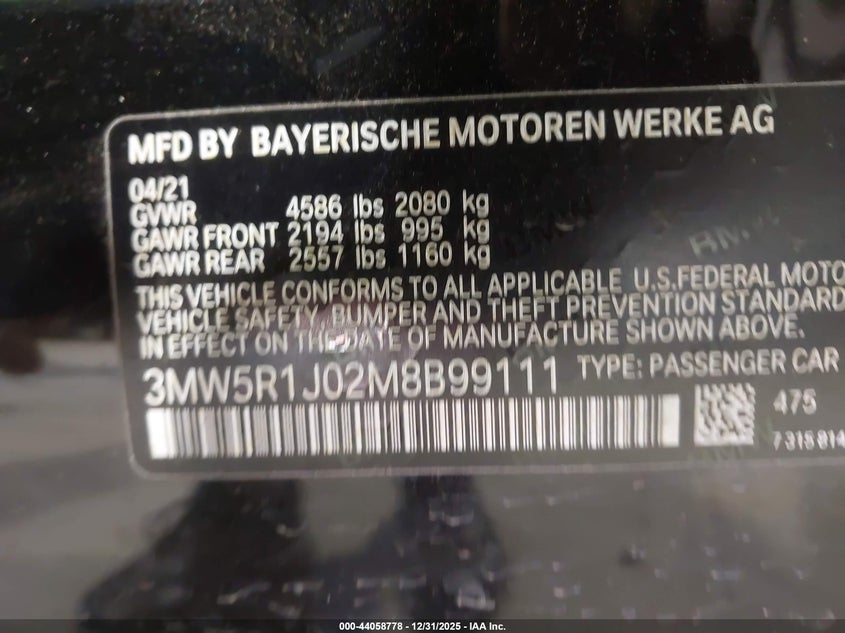 MFD BY BAYERISCHE MOTOREN WERKE AG
04/21
GVWR 4586 lbs 2080 kg
GAWR FRONT 2194 lbs 995 kg
GAWR REAR 2557 lbs 1160 kg
THIS VEHICLE CONFORMS TO ALL APPLICABLE U.S.FEDERAL MOTO
VEHICLE SAFETY, BUMPER AND THEFT PREVENTION STANDARD
IN EFFECT ON THE DATE OF MANUFACTURE SHOWN ABOVE.
3MW5R1J02M8B99111 TYPE: PASSENGER CAR
475
7315814
000-44058778 - 12/31/2025 - IAA Inc.